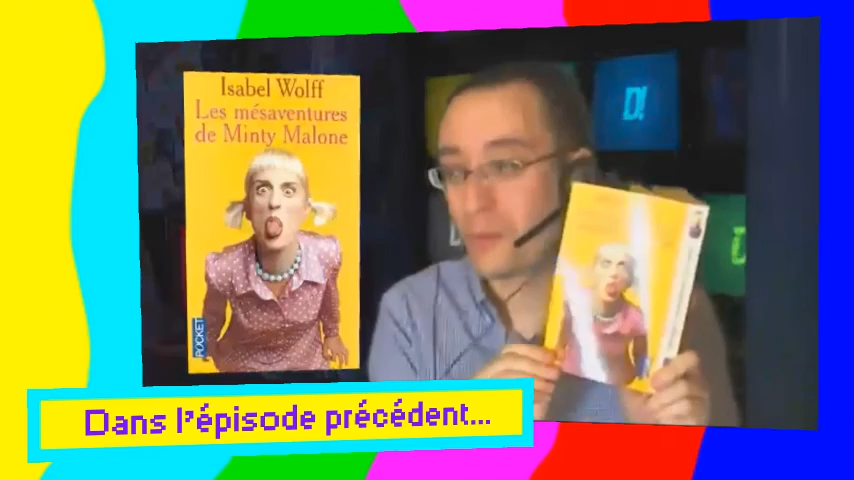 Isabel Wolff
Les mésaventures
de Minty Malone
POCKET
D!
Dans l'épisode précédent...